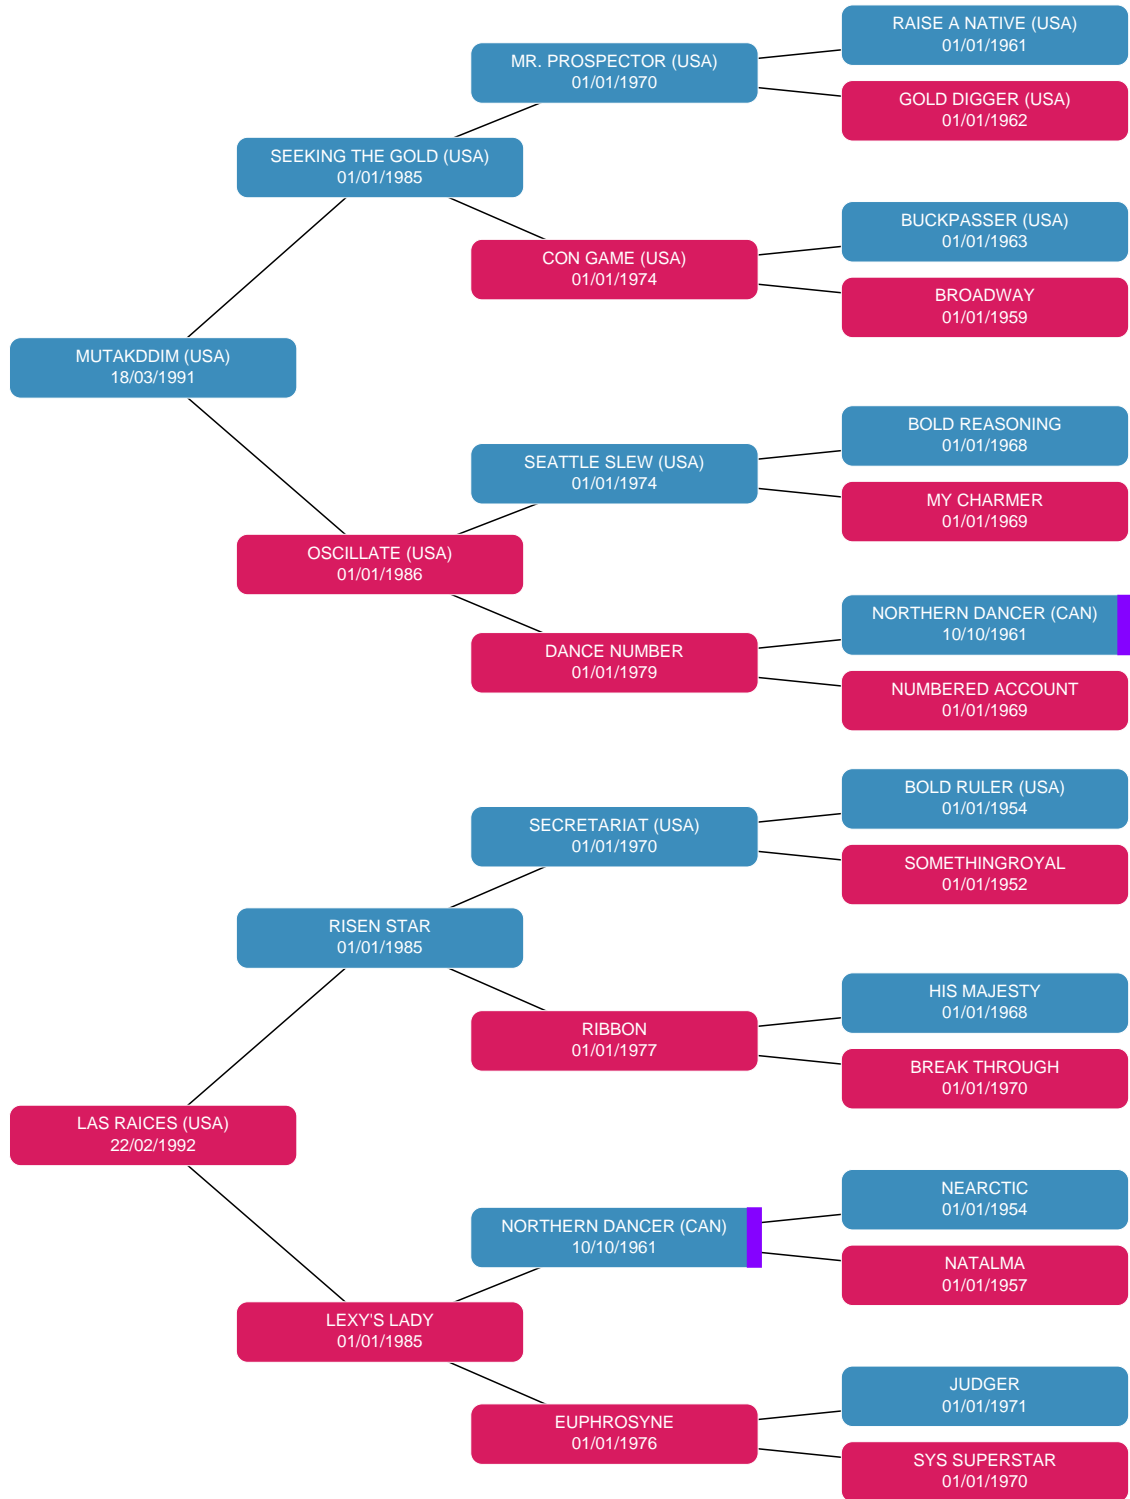 RAISE A NATIVE (USA)
01/01/1961
MR. PROSPECTOR (USA)
01/01/1970
GOLD DIGGER (USA)
01/01/1962
SEEKING THE GOLD (USA)
01/01/1985
BUCKPASSER (USA)
01/01/1963
CON GAME (USA)
01/01/1974
BROADWAY
01/01/1959
MUTAKDDIM (USA)
18/03/1991
BOLD REASONING
01/01/1968
SEATTLE SLEW (USA)
01/01/1974
MY CHARMER
01/01/1969
OSCILLATE (USA)
01/01/1986
NORTHERN DANCER (CAN)
10/10/1961
DANCE NUMBER
01/01/1979
NUMBERED ACCOUNT
01/01/1969
BOLD RULER (USA)
01/01/1954
SECRETARIAT (USA)
01/01/1970
SOMETHINGROYAL
01/01/1952
RISEN STAR
01/01/1985
HIS MAJESTY
01/01/1968
RIBBON
01/01/1977
BREAK THROUGH
01/01/1970
LAS RAICES (USA)
22/02/1992
NEARCTIC
01/01/1954
NORTHERN DANCER (CAN)
10/10/1961
NATALMA
01/01/1957
LEXY'S LADY
01/01/1985
JUDGER
01/01/1971
EUPHROSYNE
01/01/1976
SYS SUPERSTAR
01/01/1970